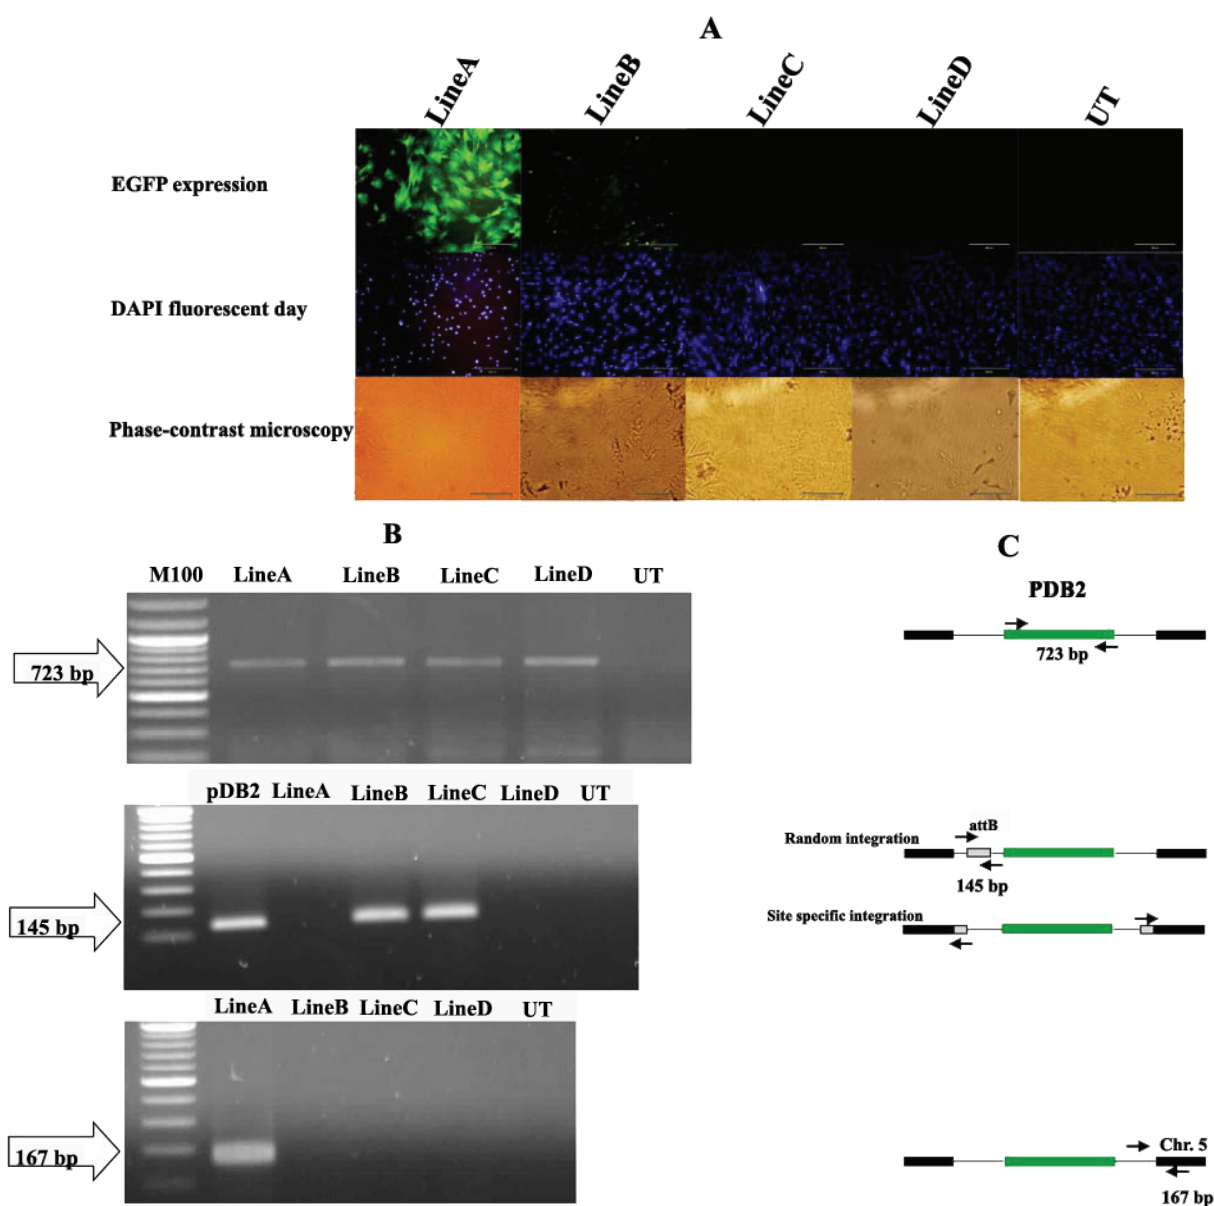 A
LineA LineB LineC LineD UT
EGFP expression
DAPI fluorescent day
Phase-contrast microscopy
B
M100 LineA LineB LineC LineD UT
723 bp
pDB2 LineA LineB LineC LineD UT
145 bp
LineA LineB LineC LineD UT
167 bp
C
PDB2
723 bp
attB
Random integration
145 bp
Site specific integration
Chr. 5
167 bp